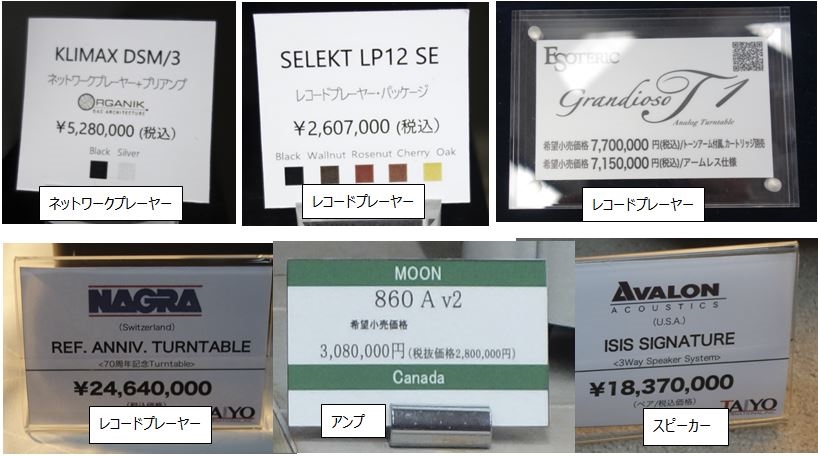 KLIMAX DSM/3
ネットワークプレーヤー+プリアンプ
ORGANIK
DAC ARCHITECTURE
¥5,280,000 (税込)
Black Silver
ネットワークプレーヤー
SELEKT LP12 SE
レコードプレーヤー・パッケージ
¥2,607,000 (税込)
Black Wallnut Rosenut Cherry Oak
レコードプレーヤー
ESOTERIC
Grandioso T1
Analog Turntable
希望小売価格 7,700,000 円(税込)/トーンアーム付属,カートリッジ別売
希望小売価格 7,150,000 円(税込)/アームレス仕様
レコードプレーヤー
NAGRA
(Switzerland)
REF. ANNIV. TURNTABLE
<70周年記念Turntable>
¥24,640,000
(税込価格)
TAIYO
レコードプレーヤー
MOON
860 A v2
希望小売価格
3,080,000円(税抜価格2,800,000円)
Canada
アンプ
AVALON
ACOUSTICS
(U.S.A.)
ISIS SIGNATURE
<3Way Speaker System>
¥18,370,000
(ペア/税込価格)
TAIYO
スピーカー